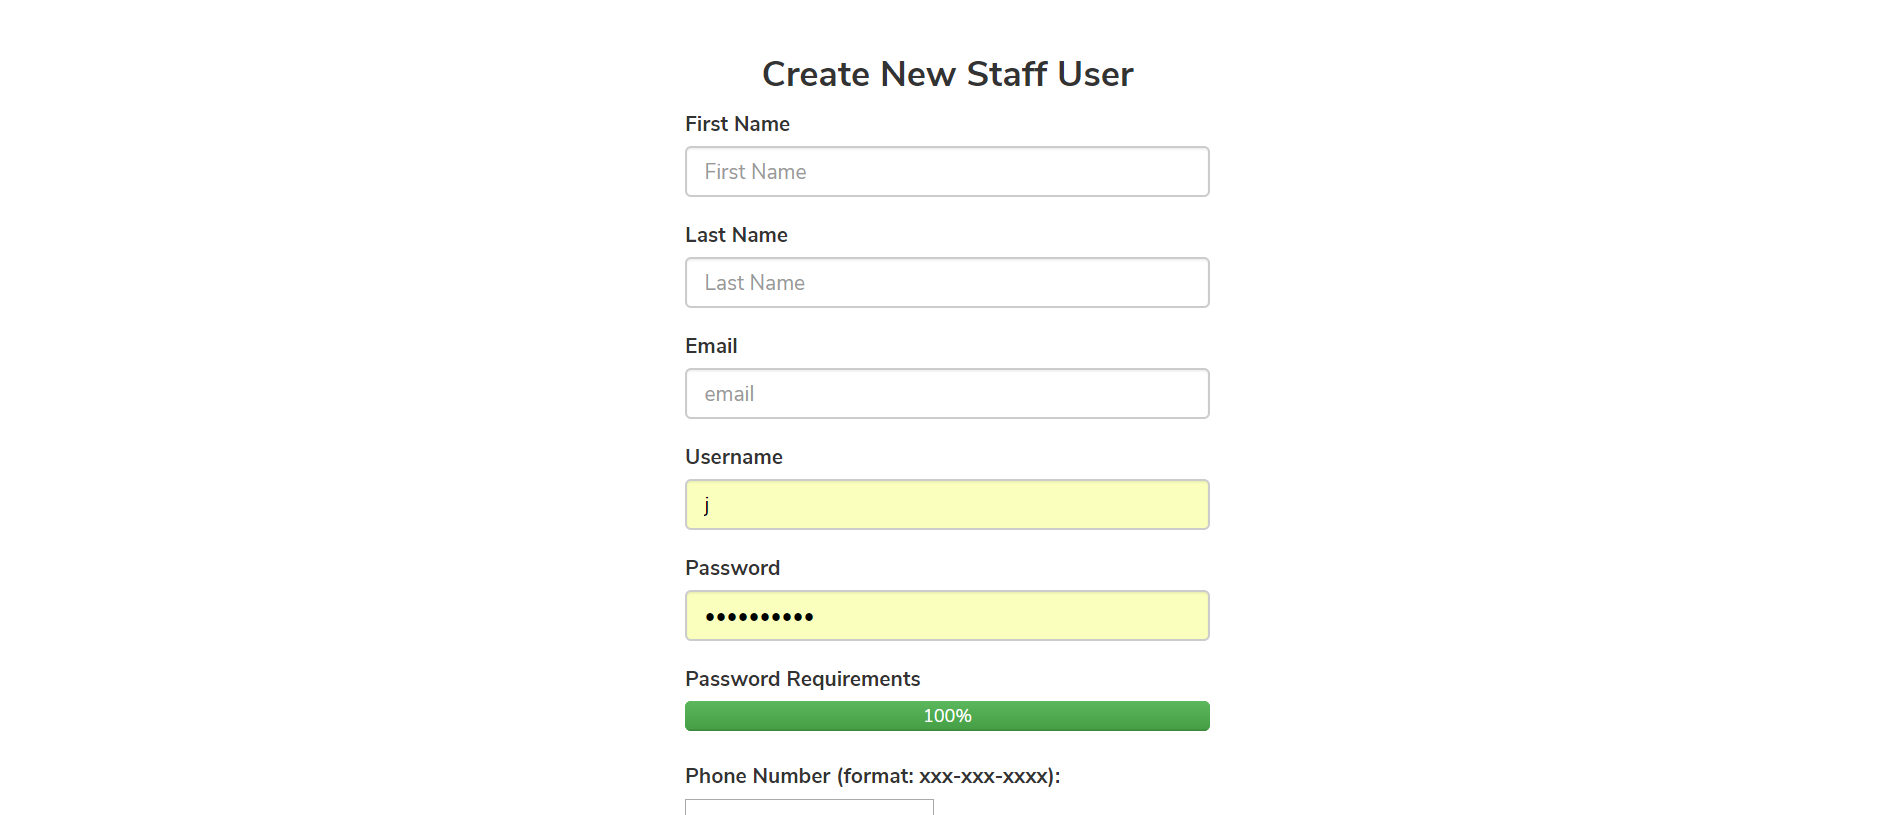 Create New Staff User
First Name
First Name
Last Name
Last Name
Email
email
Username
j
Password
••••••••••
Password Requirements
100%
Phone Number (format: xxx-xxx-xxxx):